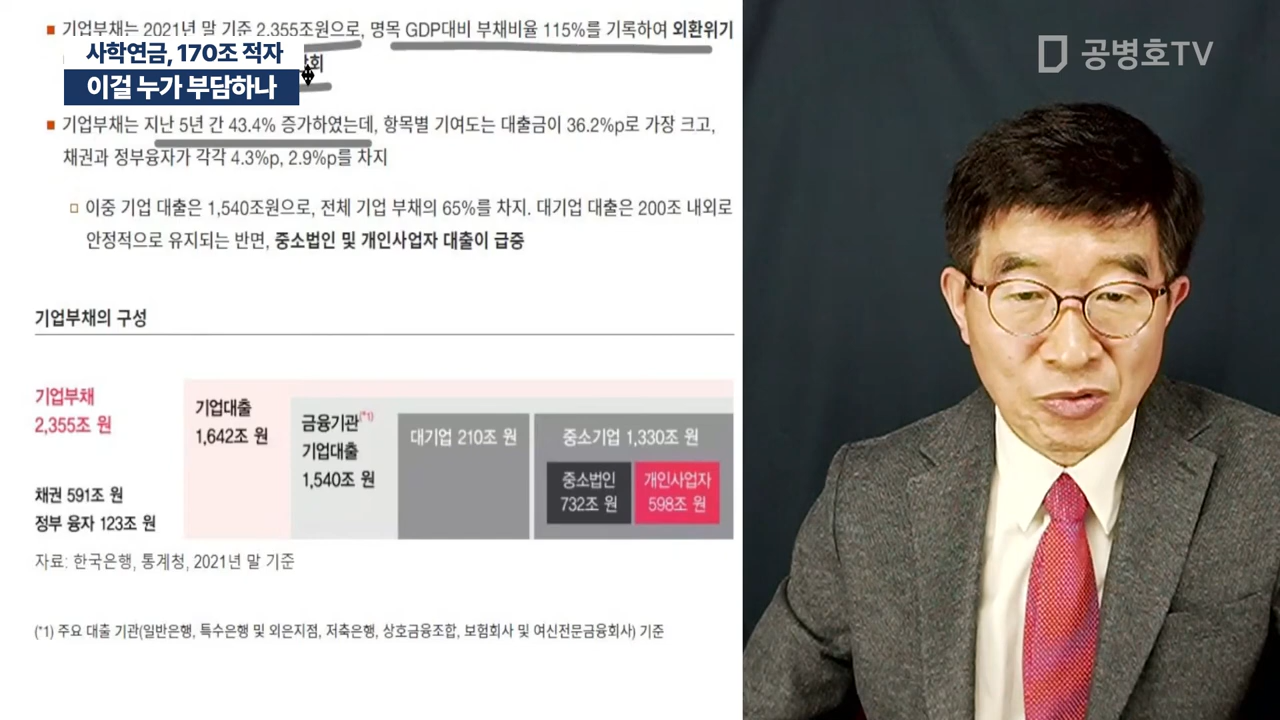 기업부채는 2021년 말 기준 2.355조원으로, 명목 GDP대비 부채비율 115%를 기록하여 외환위기
사학연금, 170조 적자
이걸 누가 부담하나
공병호TV
기업부채는 지난 5년 간 43.4% 증가하였는데, 항목별 기여도는 대출금이 36.2%p로 가장 크고,
채권과 정부융자가 각각 4.3%p, 2.9%p를 차지
이중 기업 대출은 1,540조원으로, 전체 기업 부채의 65%를 차지. 대기업 대출은 200조 내외로
안정적으로 유지되는 반면, 중소법인 및 개인사업자 대출이 급증
기업부채의 구성
기업부채
2,355조 원
채권 591조 원
정부 융자 123조 원
기업대출
1,642조 원
금융기관(*1)
기업대출
1,540조 원
대기업 210조 원
중소기업 1,330조 원
중소법인
732조 원
개인사업자
598조 원
자료: 한국은행, 통계청, 2021년 말 기준
(*1) 주요 대출 기관(일반은행, 특수은행 및 외은지점, 저축은행, 상호금융조합, 보험회사 및 여신전문금융회사) 기준